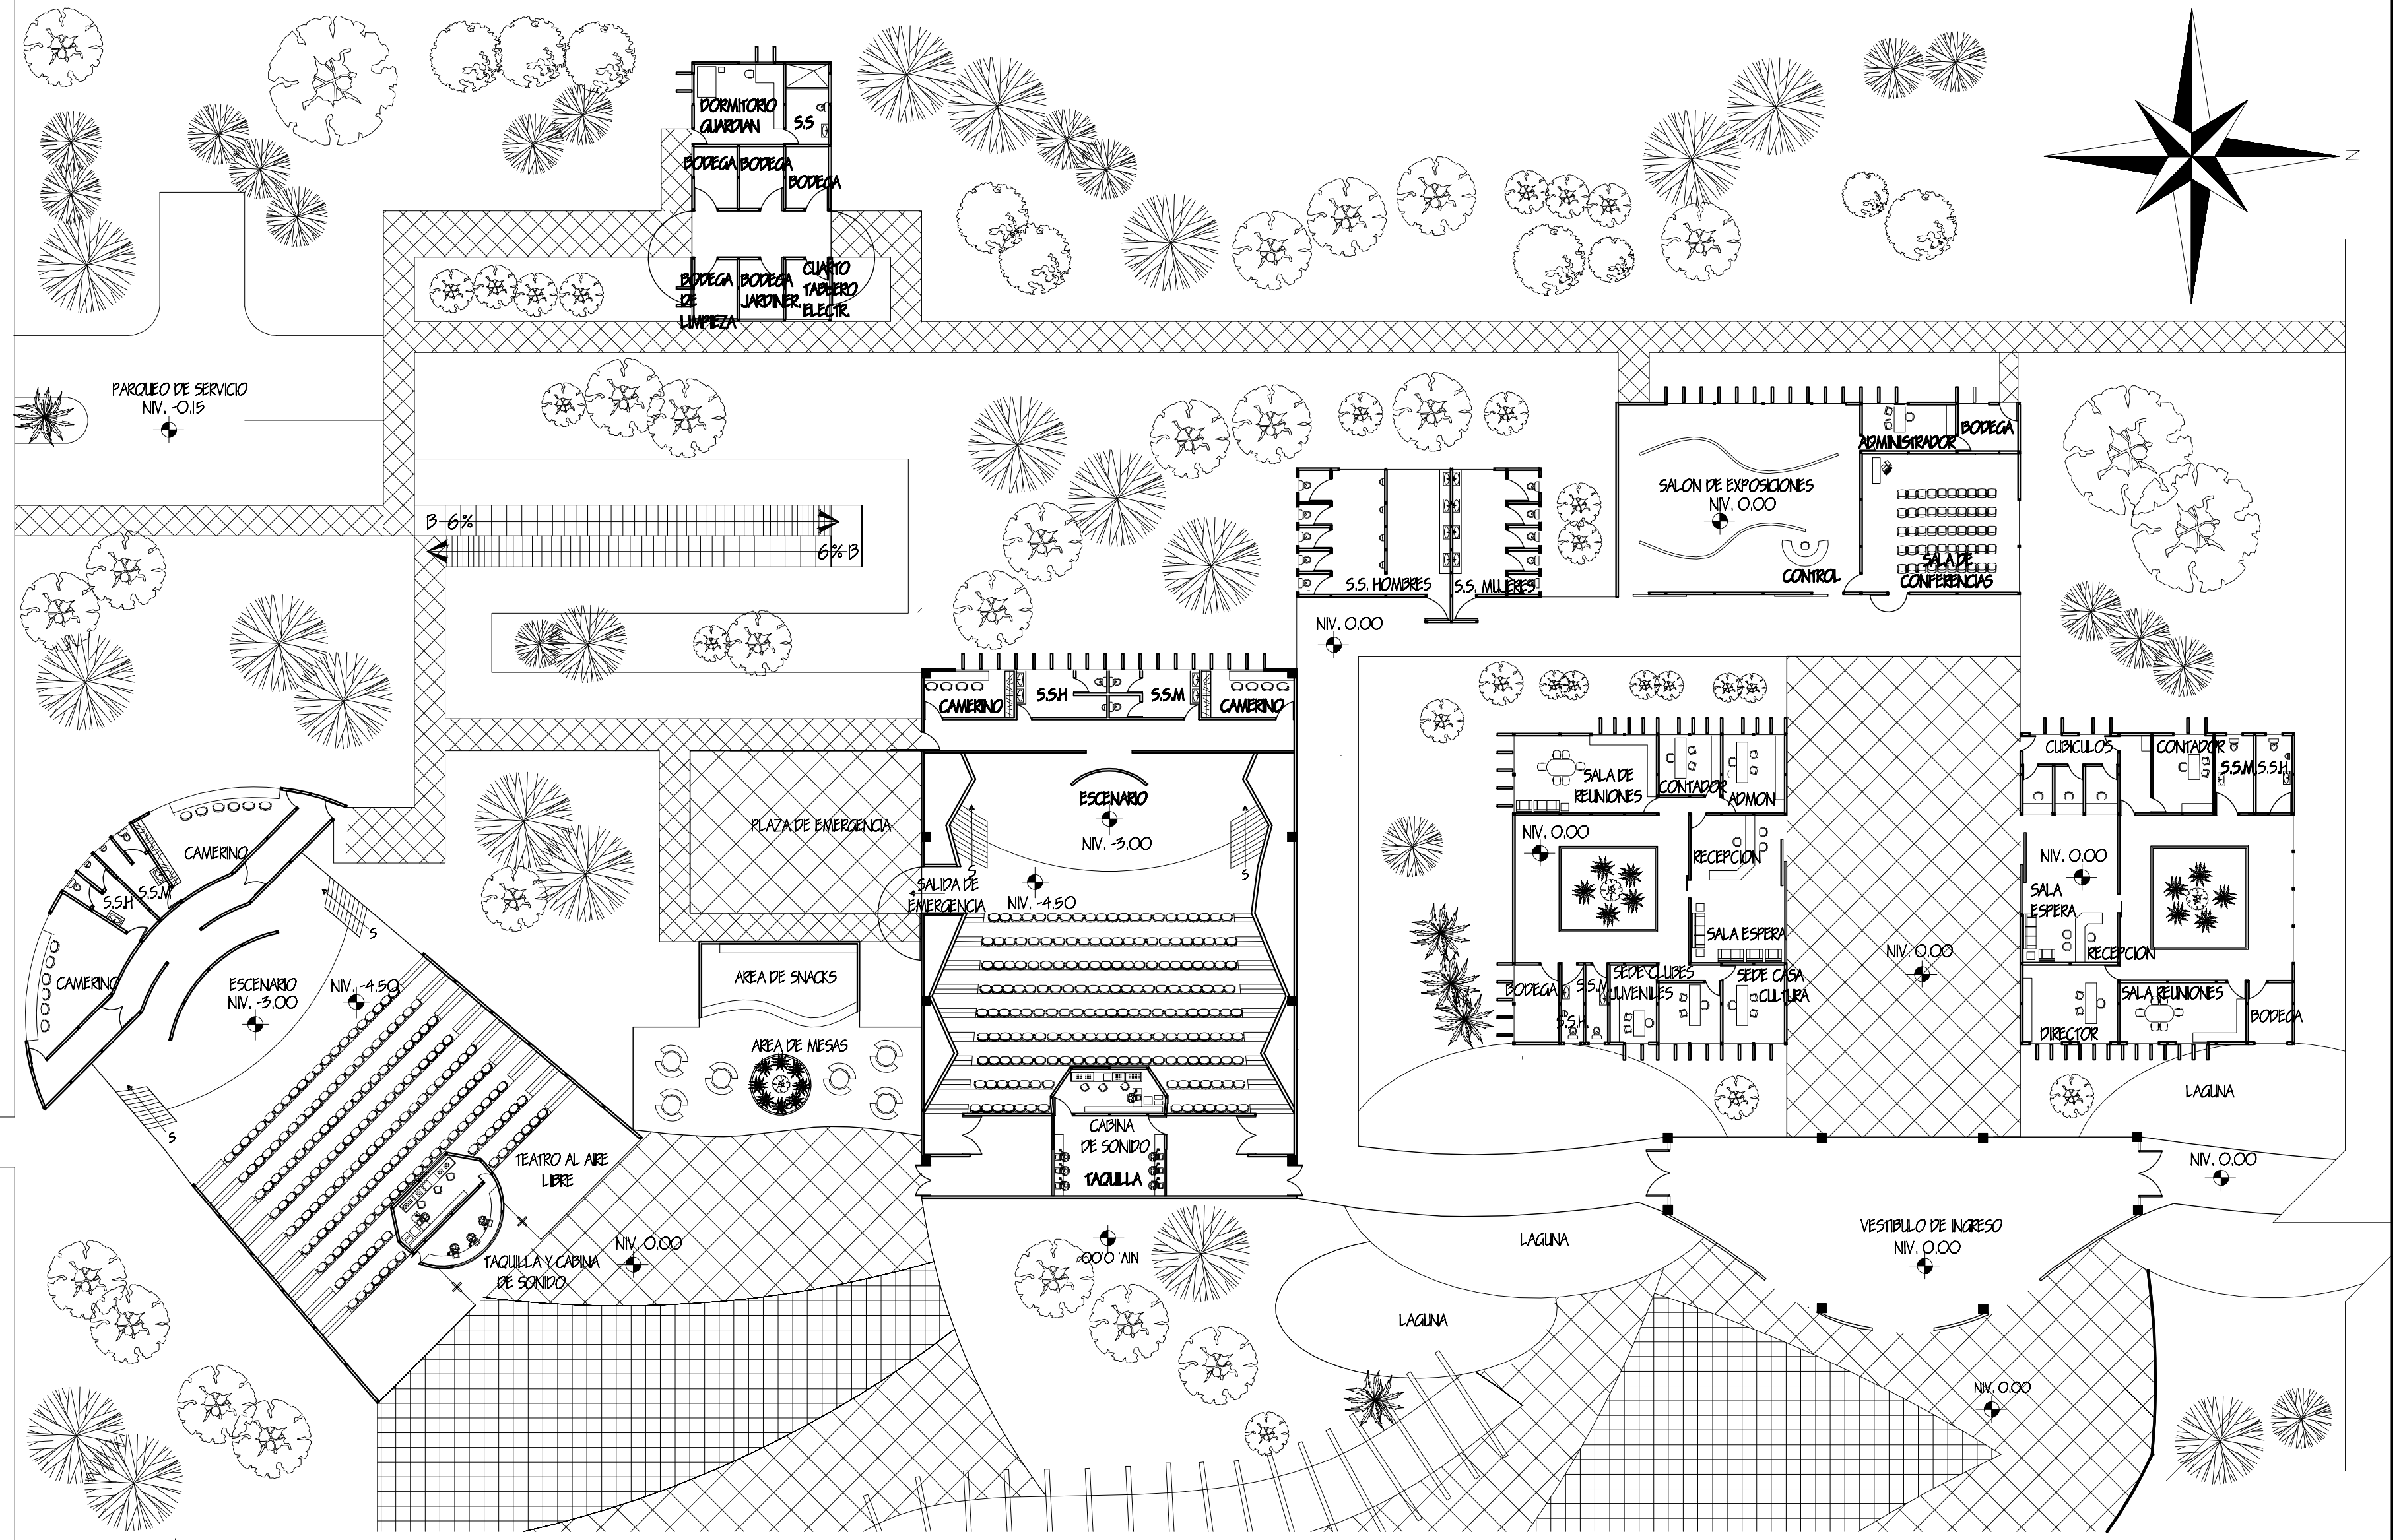 DORMITORIO
GUARDIAN
S.S
BODEGA
BODEGA
BODEGA
BODEGA
DE
LIMPIEZA
BODEGA
JARDINER.
CUARTO
TABLERO
ELECTR.
N
PARQUEO DE SERVICIO
NIV. -0.15
B 6%
6% B
S.S. HOMBRES
S.S. MUJERES
NIV. 0.00
SALON DE EXPOSICIONES
NIV. 0.00
CONTROL
ADMINISTRADOR
BODEGA
SALA DE
CONFERENCIAS
CAMERINO
S.S.H
S.S.M
CAMERINO
ESCENARIO
NIV. -3.00
S
S
NIV. -4.50
PLAZA DE EMERGENCIA
SALIDA DE
EMERGENCIA
AREA DE SNACKS
AREA DE MESAS
CABINA
DE SONIDO
TAQUILLA
CAMERINO
S.S.M
S.S.H
CAMERINO
ESCENARIO
NIV. -3.00
NIV. -4.50
S
S
TEATRO AL AIRE
LIBRE
TAQUILLA Y CABINA
DE SONIDO
NIV. 0.00
NIV. 0.00
SALA DE
REUNIONES
CONTADOR
ADMON
NIV. 0.00
RECEPCION
SALA ESPERA
BODEGA
S.S.H.
S.S.M
SEDE CLUBES
JUVENILES
SEDE CASA
CULTURA
NIV. 0.00
CUBICULOS
CONTADOR
S.S.M
S.S.H
NIV. 0.00
SALA
ESPERA
RECEPCION
DIRECTOR
SALA REUNIONES
BODEGA
LAGUNA
NIV. 0.00
VESTIBULO DE INGRESO
NIV. 0.00
LAGUNA
LAGUNA
NIV. 0.00